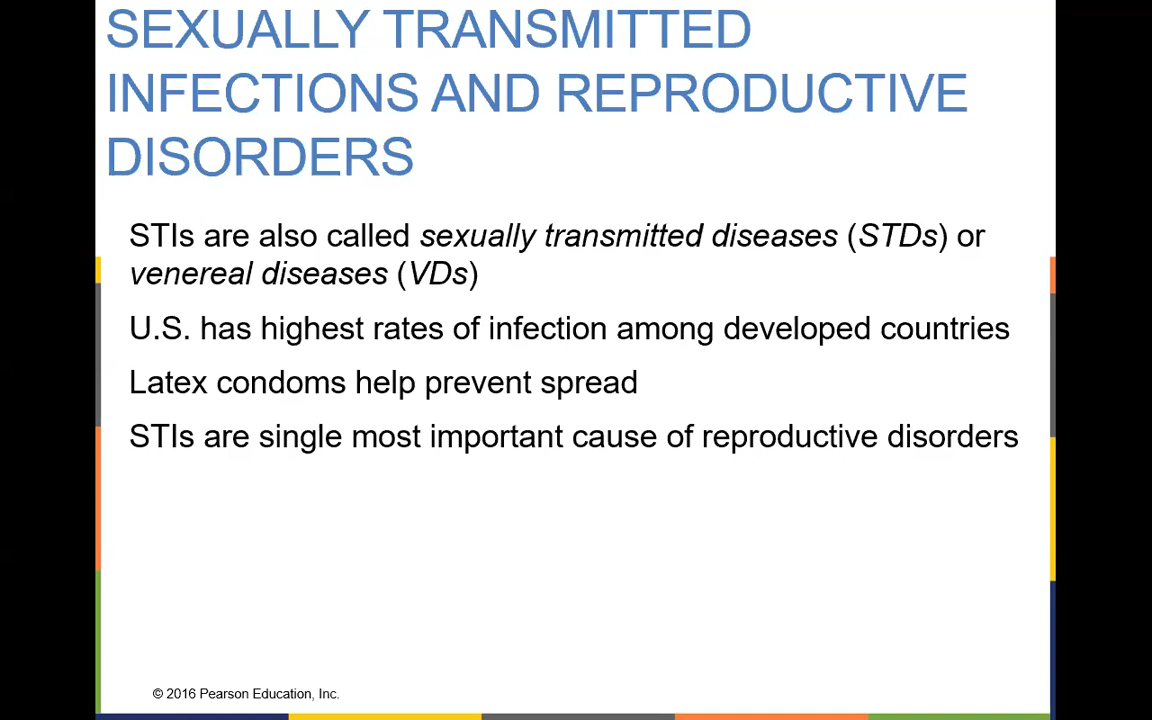 SEXUALLY TRANSMITTED
INFECTIONS AND REPRODUCTIVE
DISORDERS
STIs are also called sexually transmitted diseases (STDs) or
venereal diseases (VDs)
U.S. has highest rates of infection among developed countries
Latex condoms help prevent spread
STIs are single most important cause of reproductive disorders
© 2016 Pearson Education, Inc.